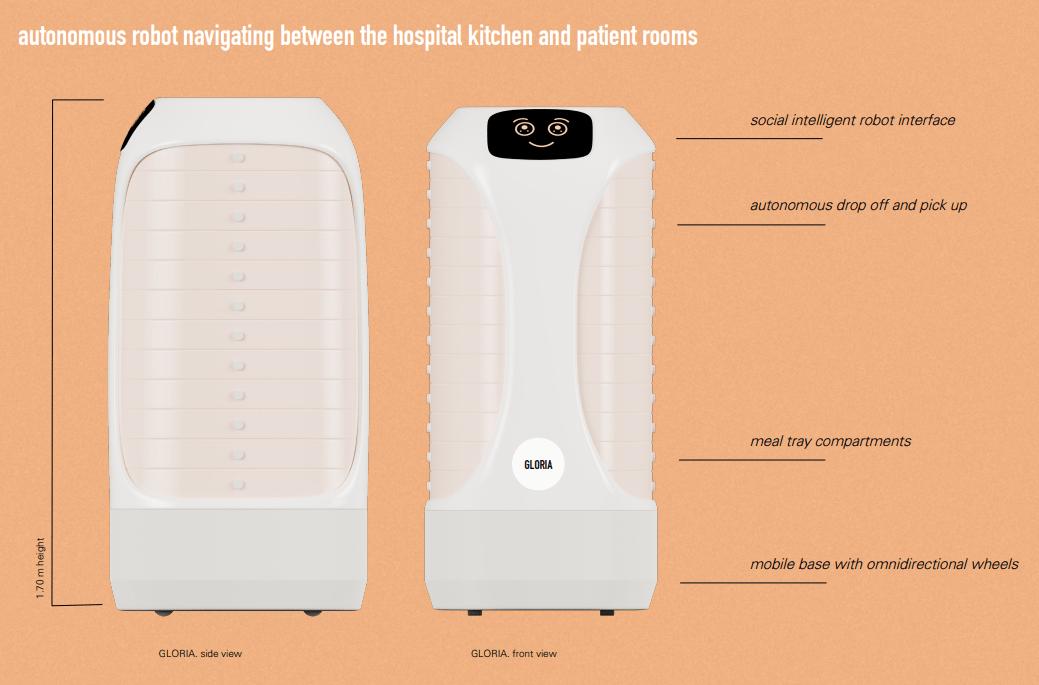 autonomous robot navigating between the hospital kitchen and patient rooms
social intelligent robot interface
autonomous drop off and pick up
GLORIA
meal tray compartments
mobile base with omnidirectional wheels
1.70 m height
GLORIA. side view
GLORIA. front view